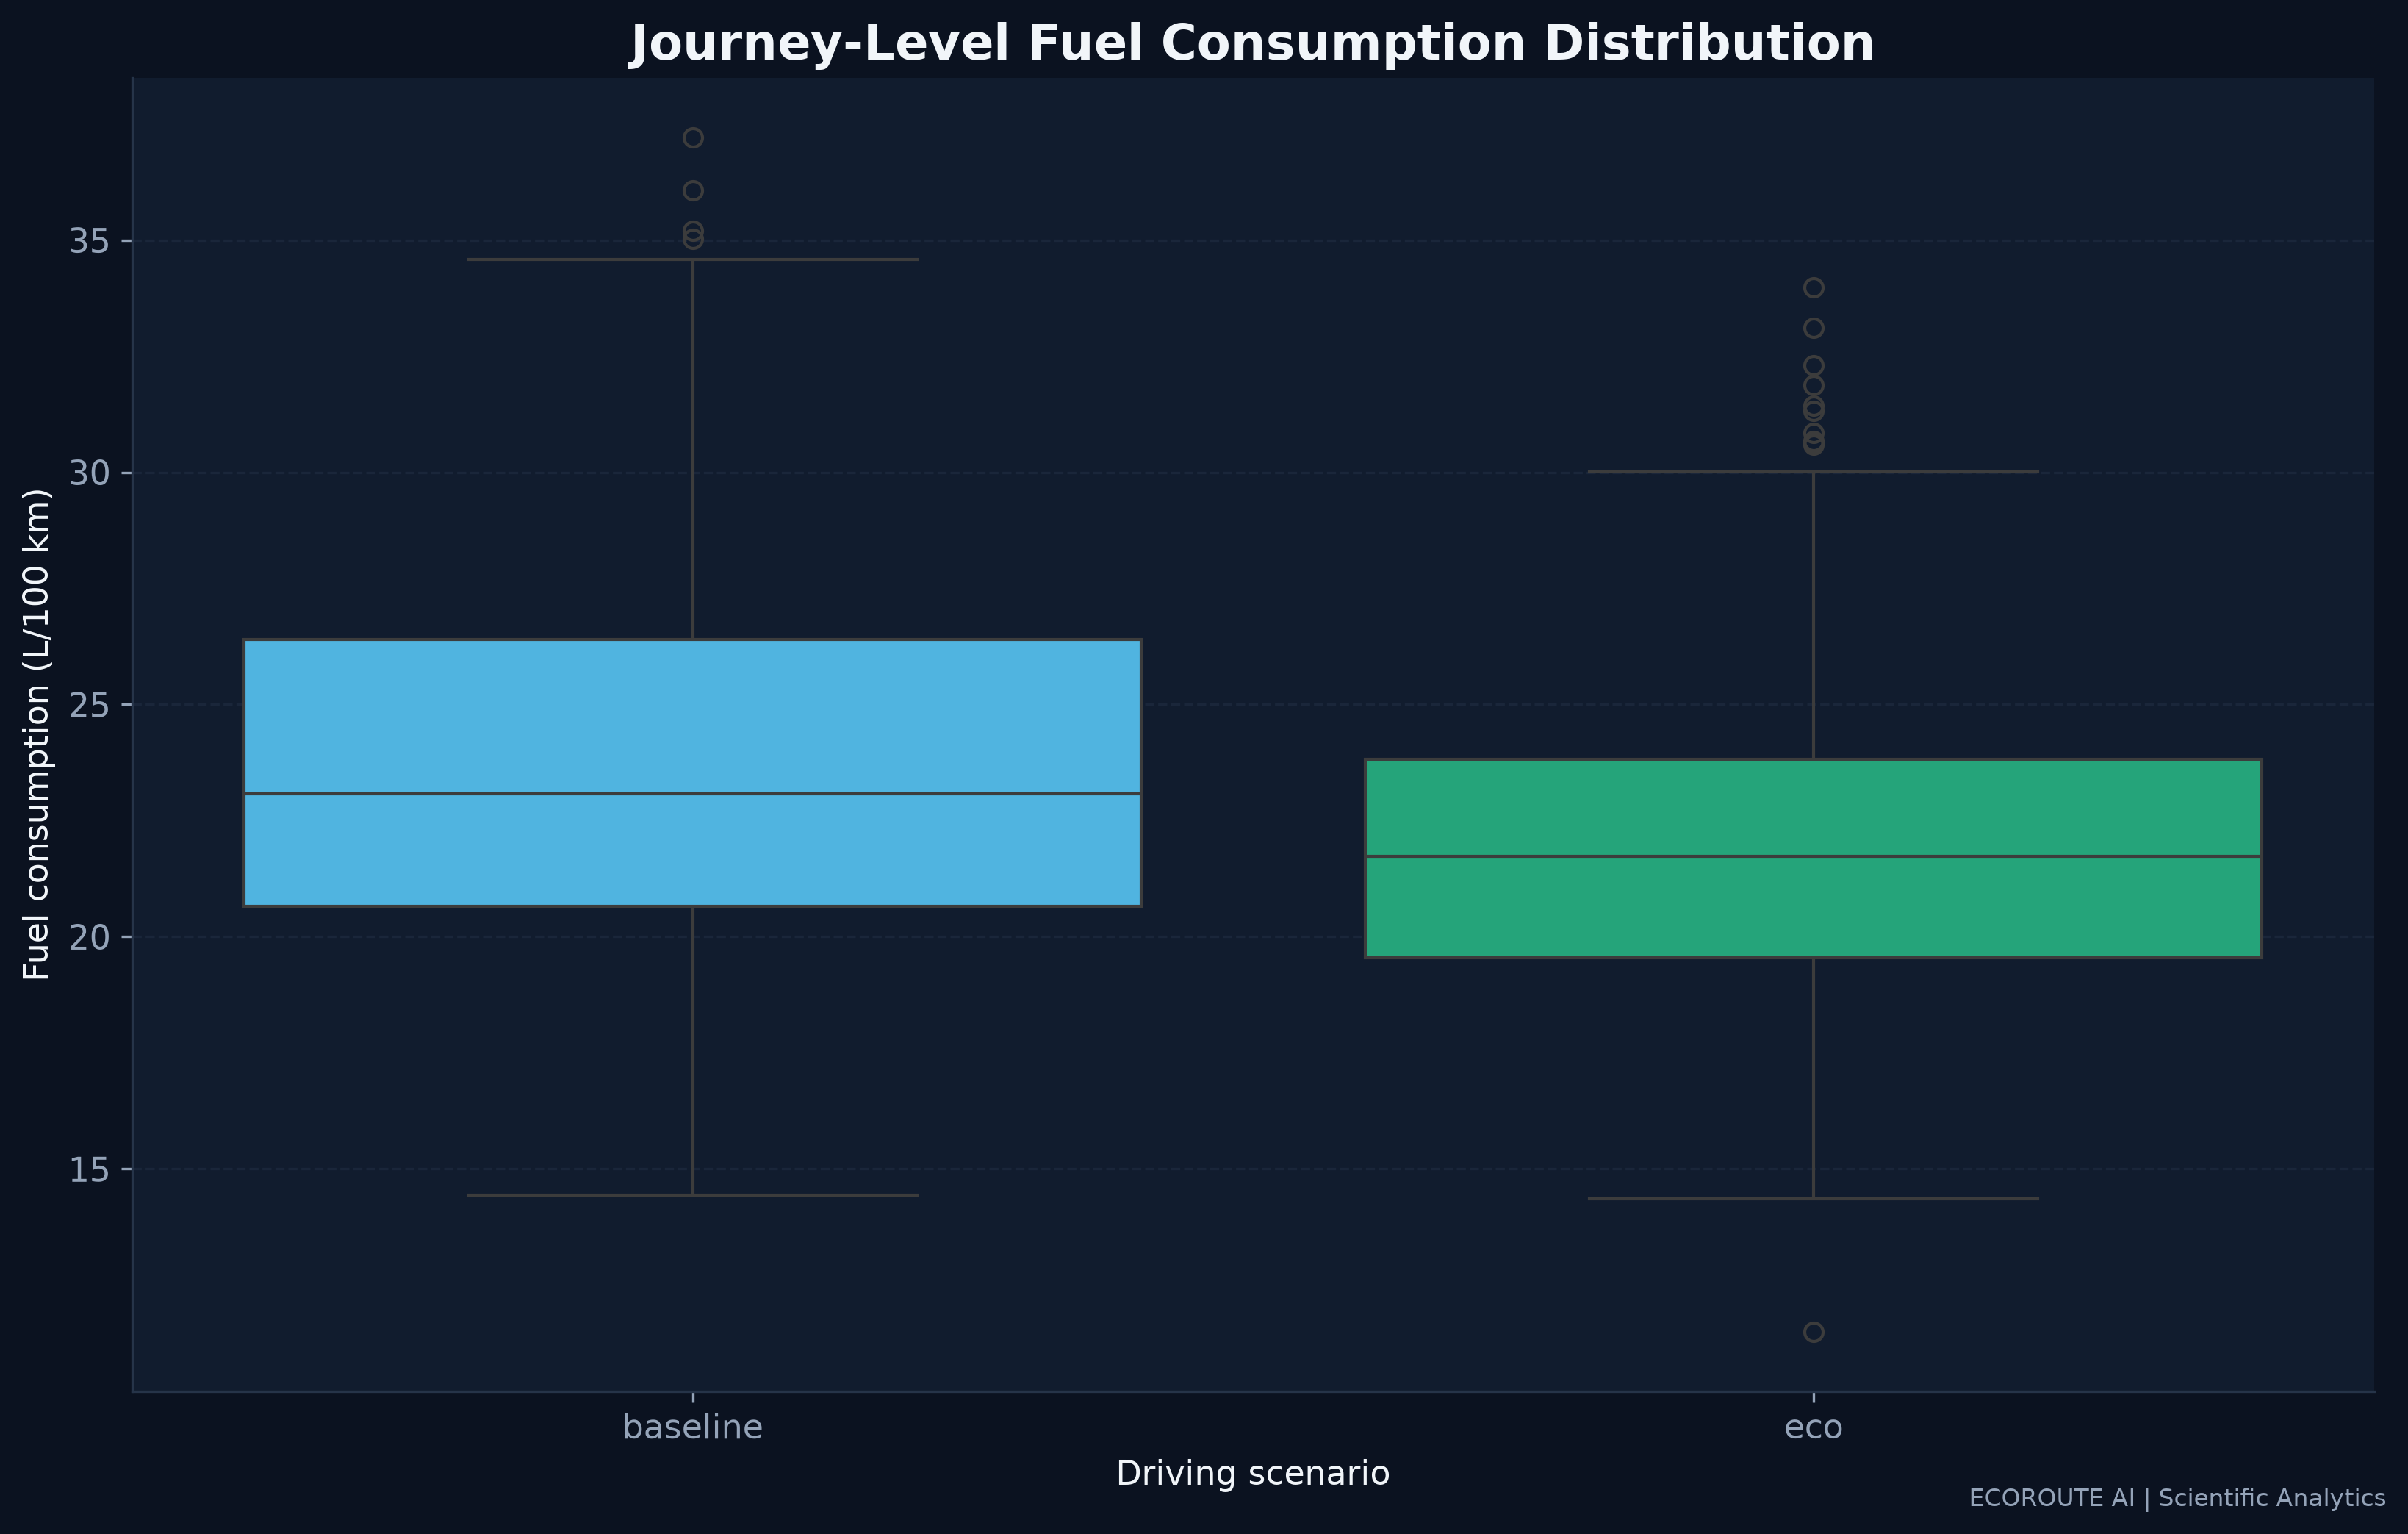 Journey-Level Fuel Consumption Distribution
Fuel consumption (L/100 km)
35
30
25
20
15
baseline
eco
Driving scenario
ECOROUTE AI | Scientific Analytics